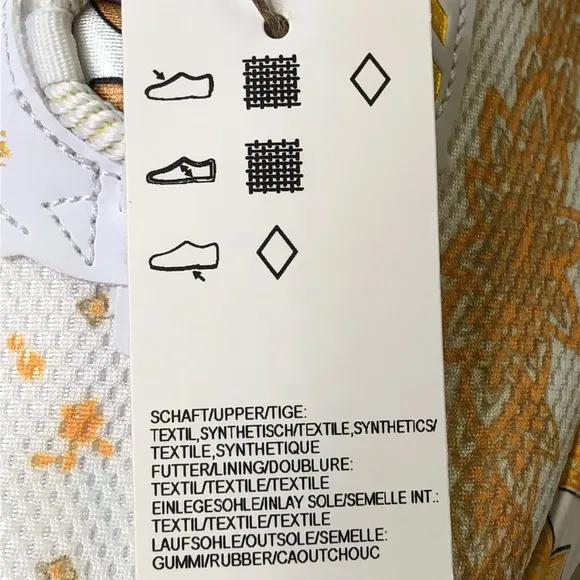 SCHAFT/UPPER/TIGE:
TEXTIL,SYNTHETISCH/TEXTILE,SYNTHETICS/
TEXTILE,SYNTHETIQUE
FUTTER/LINING/DOUBLURE:
TEXTIL/TEXTILE/TEXTILE
EINLEGESOHLE/INLAY SOLE/SEMELLE INT.:
TEXTIL/TEXTILE/TEXTILE
LAUFSOHLE/OUTSOLE/SEMELLE:
GUMMI/RUBBER/CAOUTCHOUC